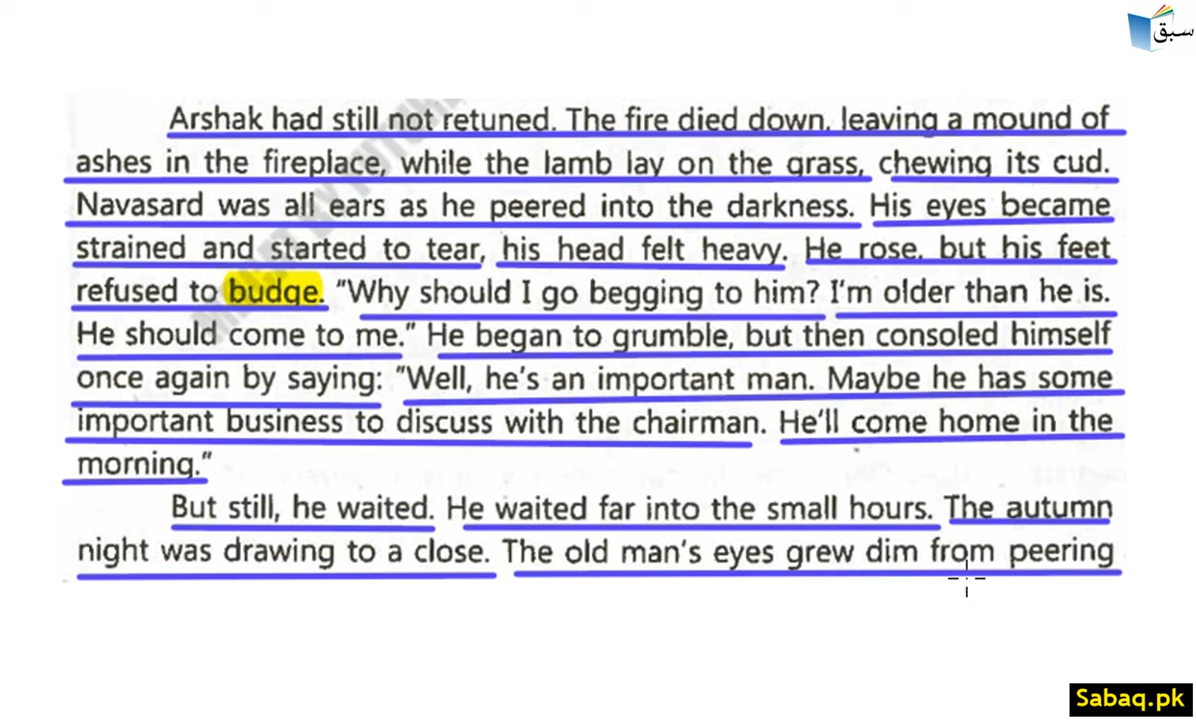 سبق
Arshak had still not retuned. The fire died down, leaving a mound of
ashes in the fireplace, while the lamb lay on the grass, chewing its cud.
Navasard was all ears as he peered into the darkness. His eyes became
strained and started to tear, his head felt heavy. He rose, but his feet
refused to budge. "Why should I go begging to him? I'm older than he is.
He should come to me." He began to grumble, but then consoled himself
once again by saying: "Well, he's an important man. Maybe he has some
important business to discuss with the chairman. He'll come home in the
morning."
But still, he waited. He waited far into the small hours. The autumn
night was drawing to a close. The old man's eyes grew dim from peering
Sabaq.pk